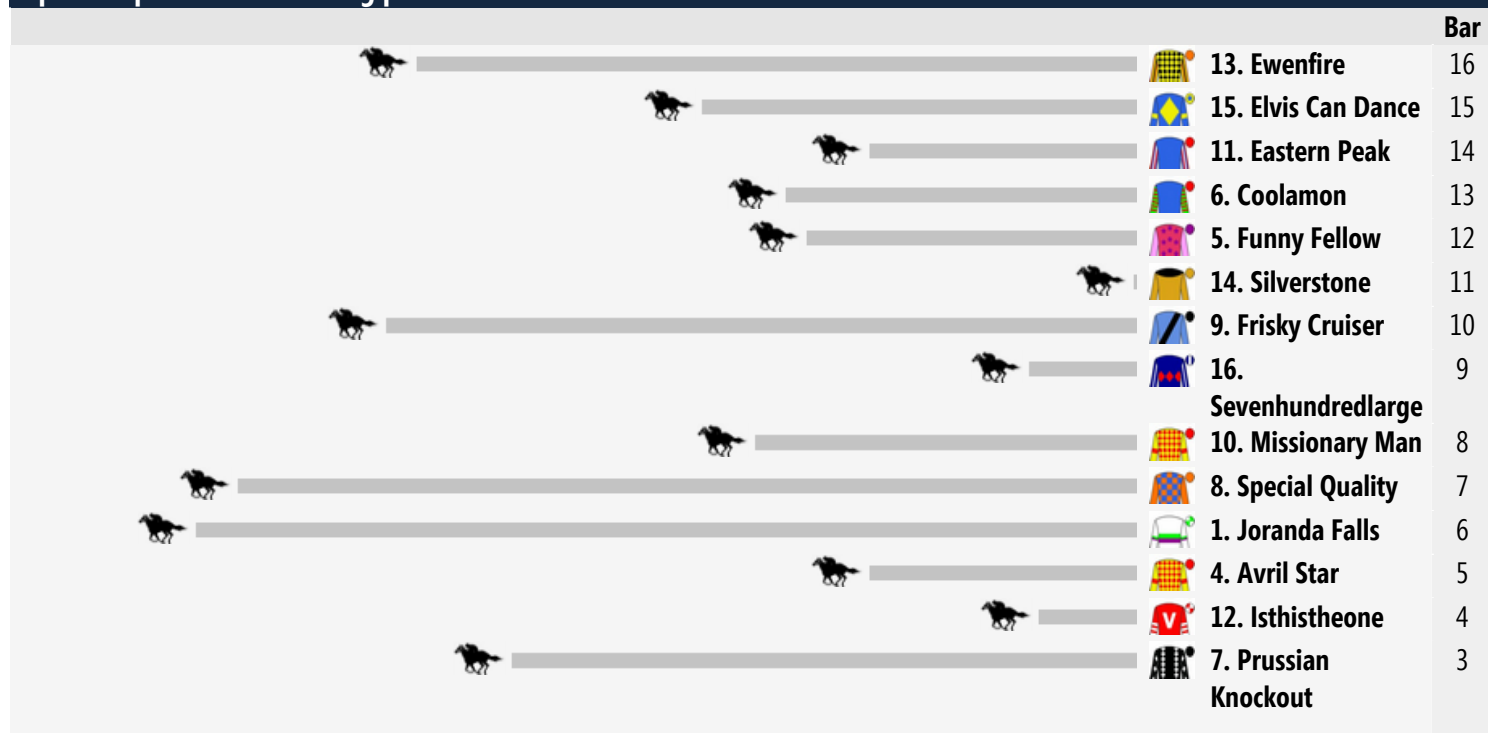 Bar
13. Ewenfire 16
15. Elvis Can Dance 15
11. Eastern Peak 14
6. Coolamon 13
5. Funny Fellow 12
14. Silverstone 11
9. Frisky Cruiser 10
16. 9
Sevenhundredlarge
10. Missionary Man 8
8. Special Quality 7
1. Joranda Falls 6
4. Avril Star 5
V 12. Isthistheone 4
7. Prussian 3
Knockout